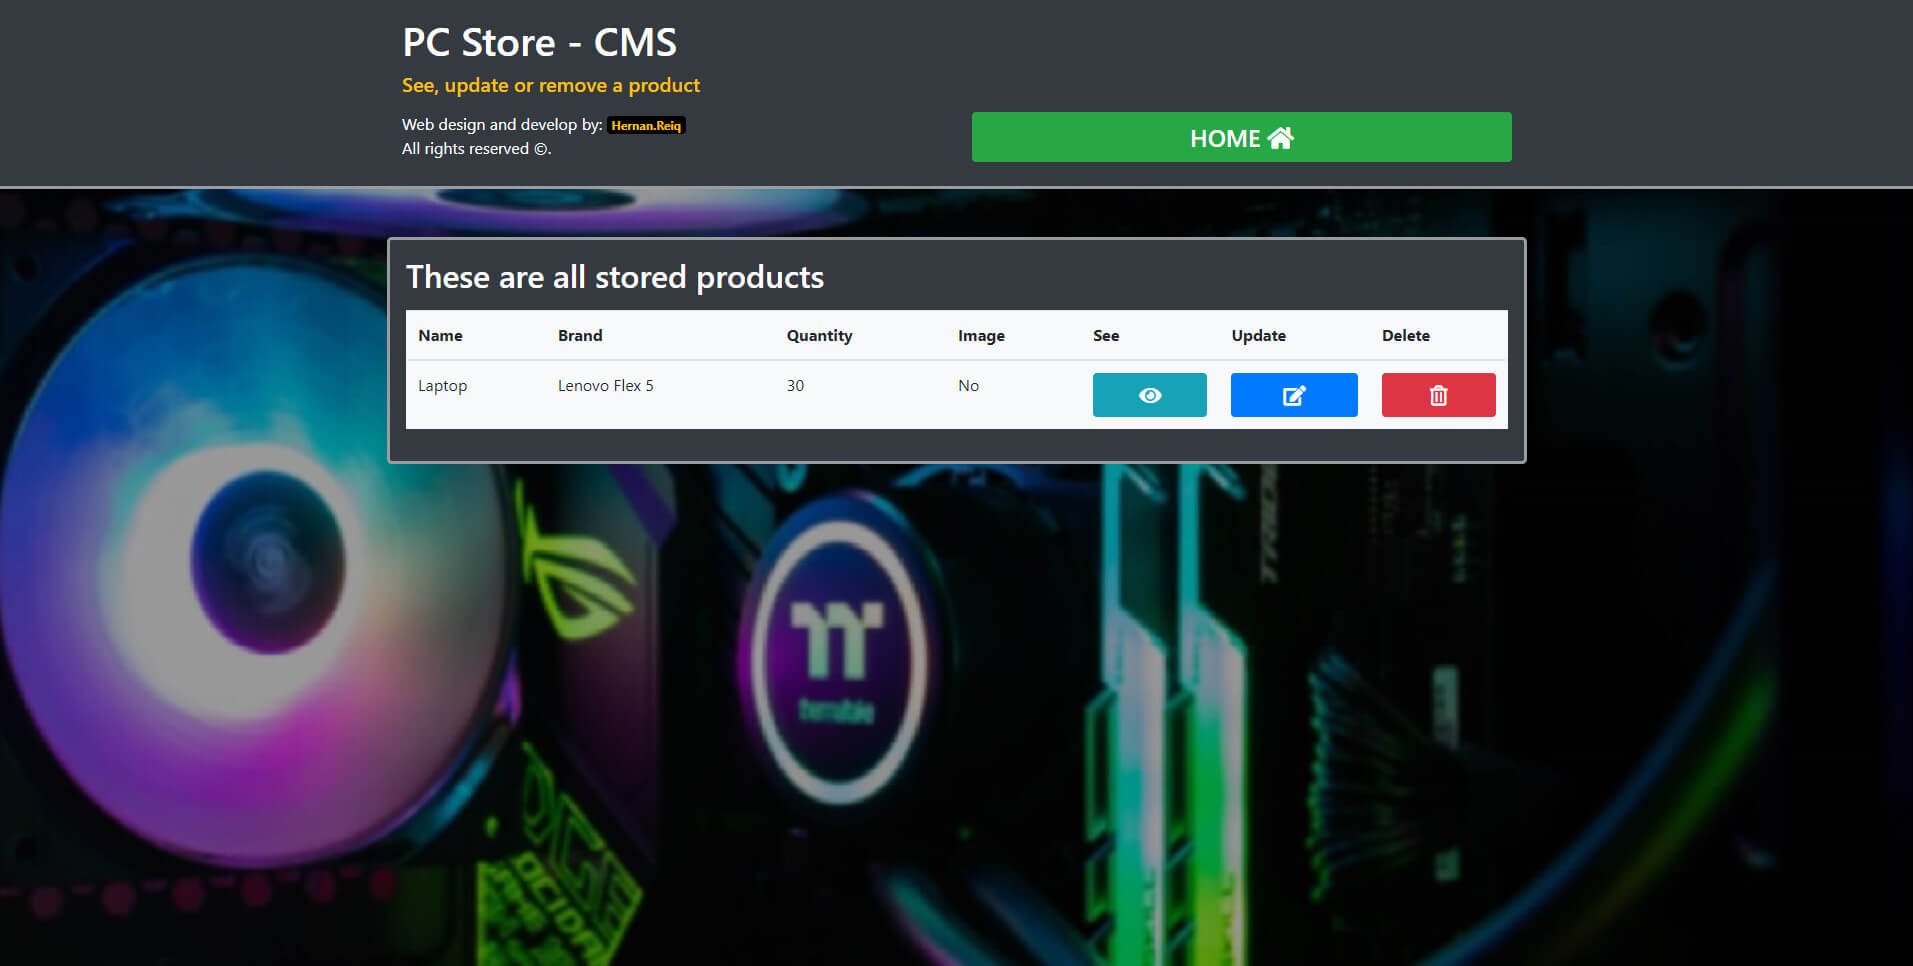 PC Store - CMS
See, update or remove a product
Web design and develop by: Hernan.Reiq
All rights reserved ©.
HOME
These are all stored products
Name Brand Quantity Image See Update Delete
Laptop Lenovo Flex 5 30 No